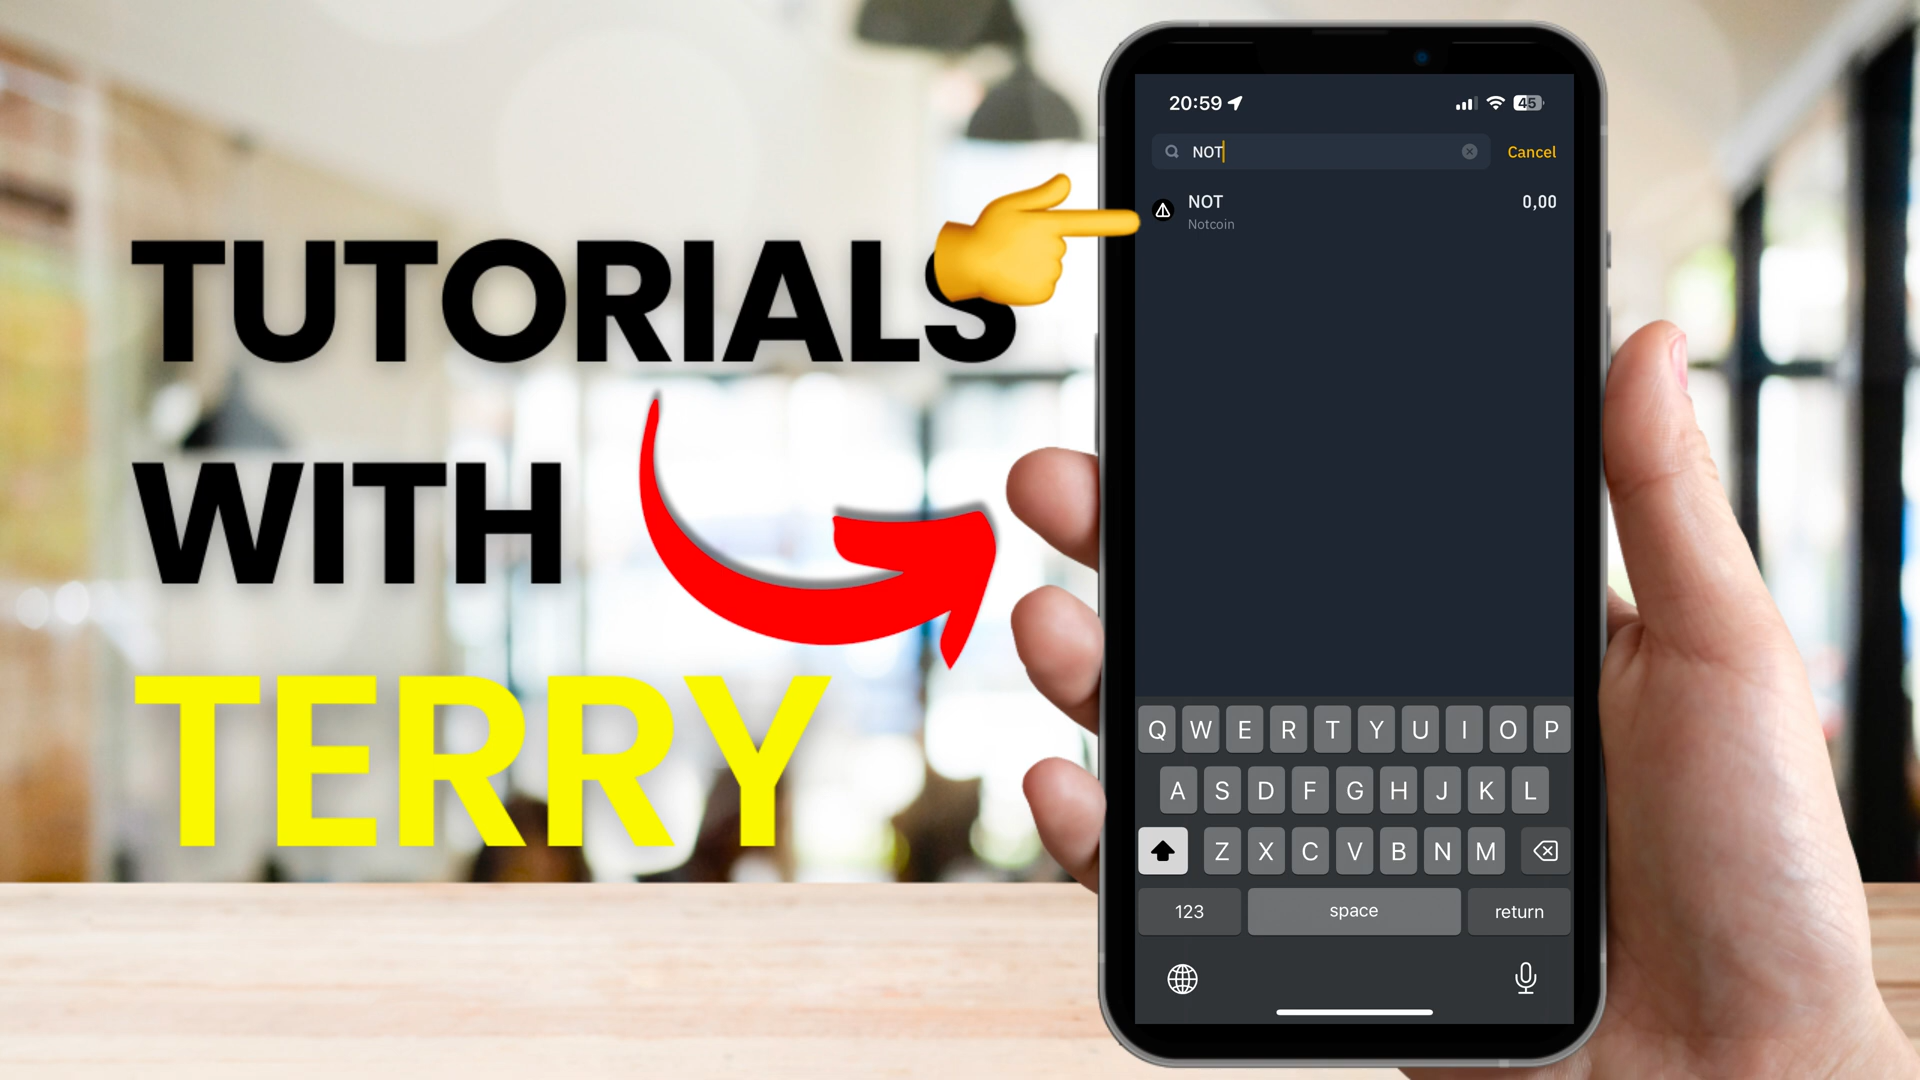 TUTORIALS
WITH
TERRY
20:59
45
NOT
Cancel
NOT
0,00
Notcoin
Q W E R T Y U I O P
A S D F G H J K L
Z X C V B N M
123
space
return